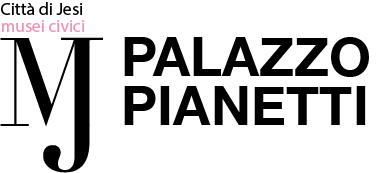 Città di Jesi
musei civici
MJ
PALAZZO
PIANETTI